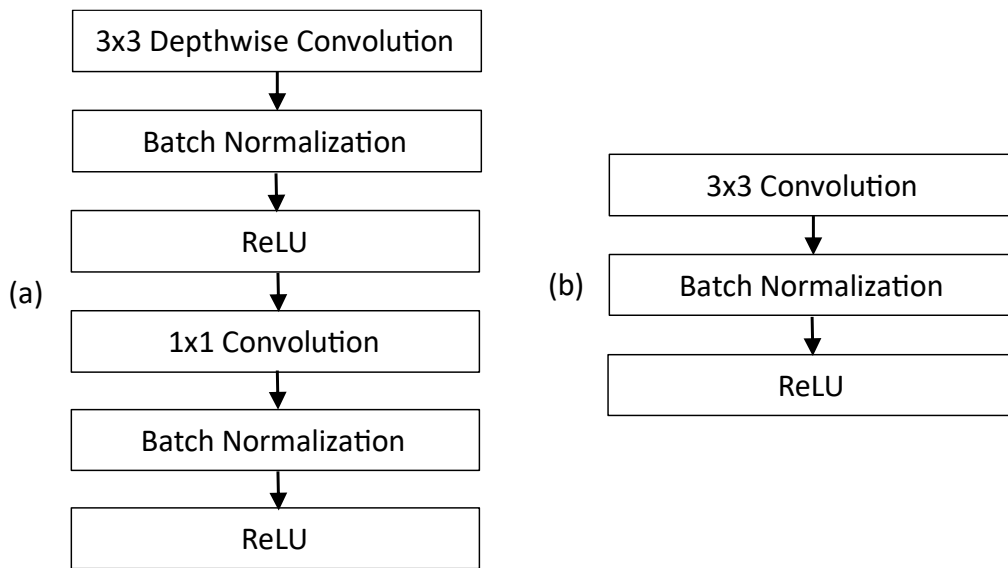 3x3 Depthwise Convolution
Batch Normalization
ReLU
(a)
1x1 Convolution
Batch Normalization
ReLU
3x3 Convolution
(b)
Batch Normalization
ReLU